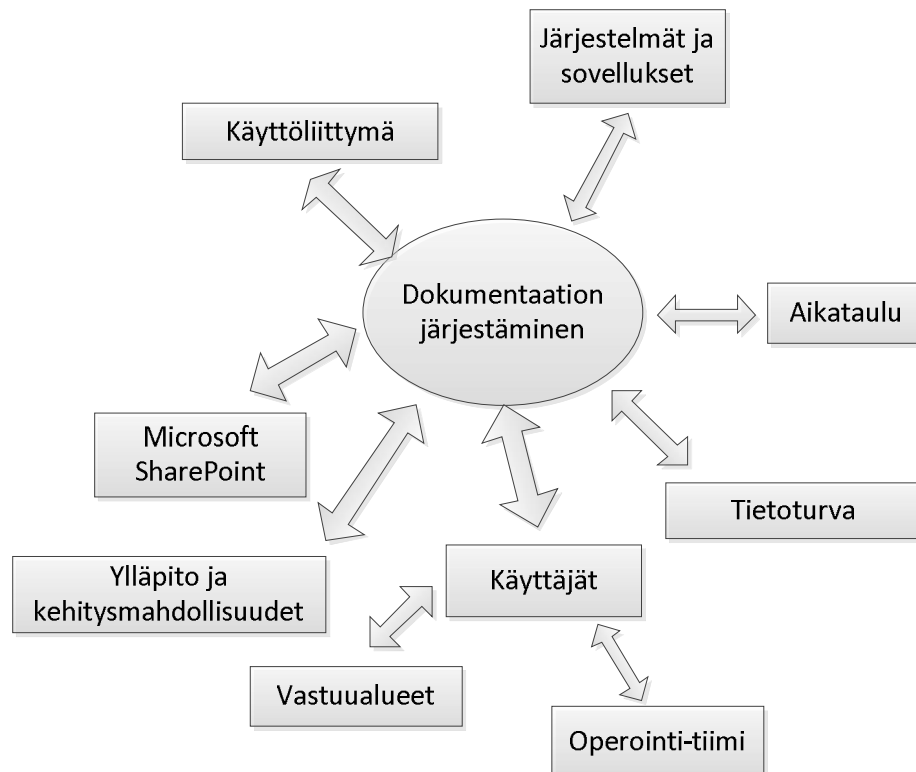 Järjestelmät ja
sovellukset
Käyttöliittymä
Dokumentaation
järjestäminen
Aikataulu
Microsoft
SharePoint
Tietoturva
Ylläpito ja
kehitysmahdollisuudet
Käyttäjät
Vastuualueet
Operointi-tiimi